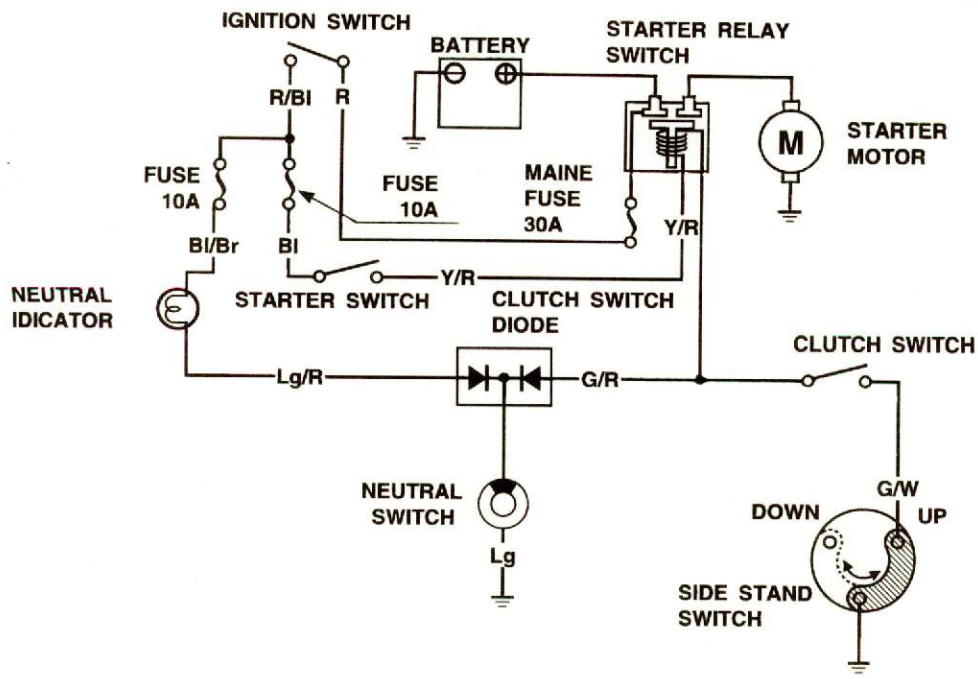 IGNITION SWITCH
BATTERY
STARTER RELAY
SWITCH
R/Bl
R
M
STARTER
MOTOR
FUSE
10A
FUSE
10A
MAINE
FUSE
30A
Y/R
Bl/Br
Bl
Y/R
STARTER SWITCH
NEUTRAL
IDICATOR
CLUTCH SWITCH
DIODE
CLUTCH SWITCH
Lg/R
G/R
NEUTRAL
SWITCH
G/W
DOWN
UP
Lg
SIDE STAND
SWITCH